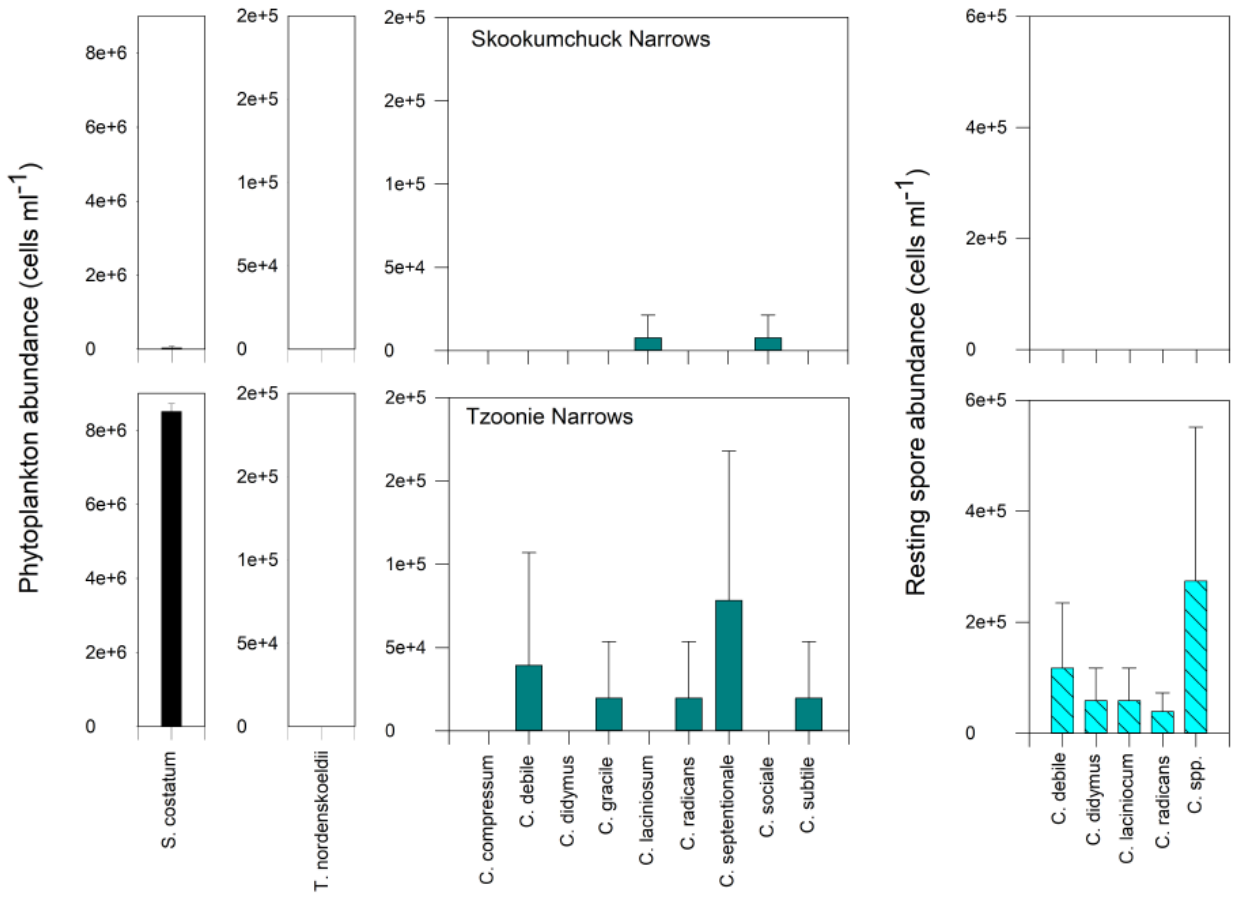 Phytoplankton abundance (cells ml-1)
8e+6
6e+6
4e+6
2e+6
0
2e+5
2e+5
1e+5
5e+4
0
Skookumchuck Narrows
2e+5
2e+5
1e+5
5e+4
0
Resting spore abundance (cells ml-1)
6e+5
4e+5
2e+5
0
8e+6
6e+6
4e+6
2e+6
0
S. costatum
2e+5
2e+5
1e+5
5e+4
0
T. nordenskoeldii
Tzoonie Narrows
2e+5
2e+5
1e+5
5e+4
0
C. compressum
C. debile
C. didymus
C. gracile
C. laciniosum
C. radicans
C. septentionale
C. sociale
C. subtile
6e+5
4e+5
2e+5
0
C. debile
C. didymus
C. laciniocum
C. radicans
C. spp.